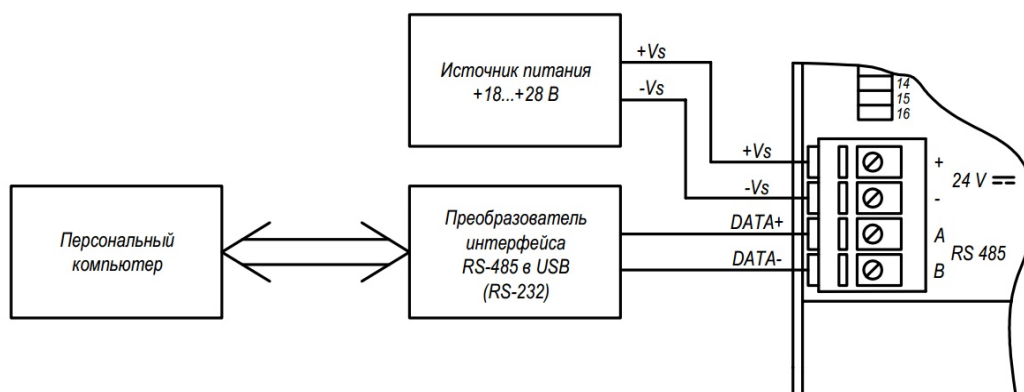 Источник питания
+18...+28 В
+Vs
-Vs
14
15
16
+Vs
-Vs
DATA+
DATA-
+
-
24 V
A
B
RS 485
Персональный
компьютер
Преобразователь
интерфейса
RS-485 в USB
(RS-232)